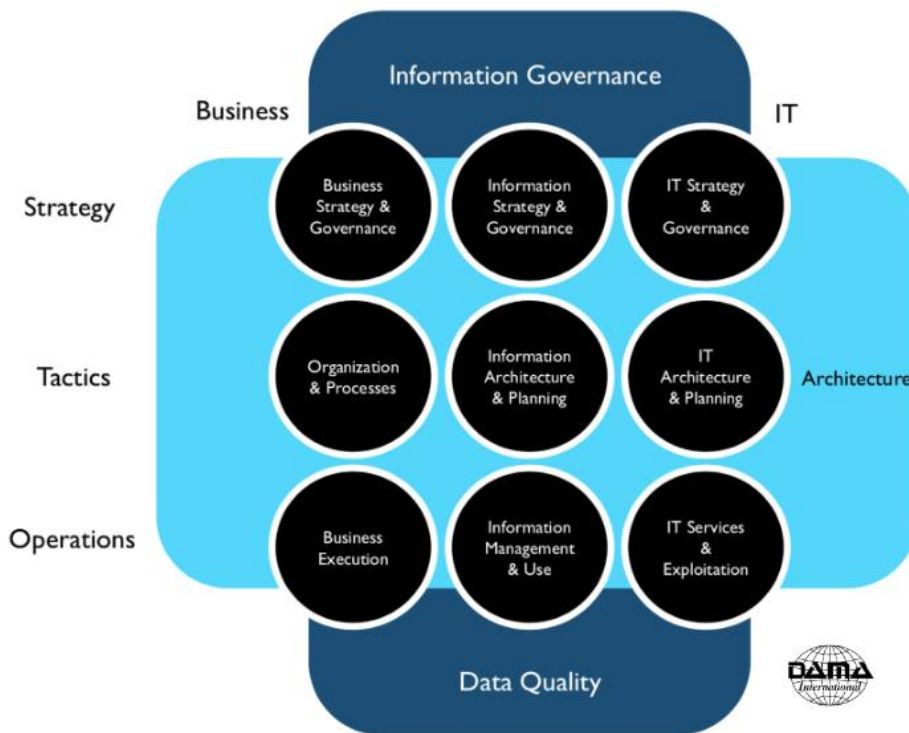 Information Governance
Business
IT
Strategy
Business
Strategy &
Governance
Information
Strategy &
Governance
IT Strategy
&
Governance
Tactics
Organization
& Processes
Information
Architecture
& Planning
IT
Architecture
& Planning
Architecture
Operations
Business
Execution
Information
Management
& Use
IT Services
&
Exploitation
Data Quality
DAMA
International